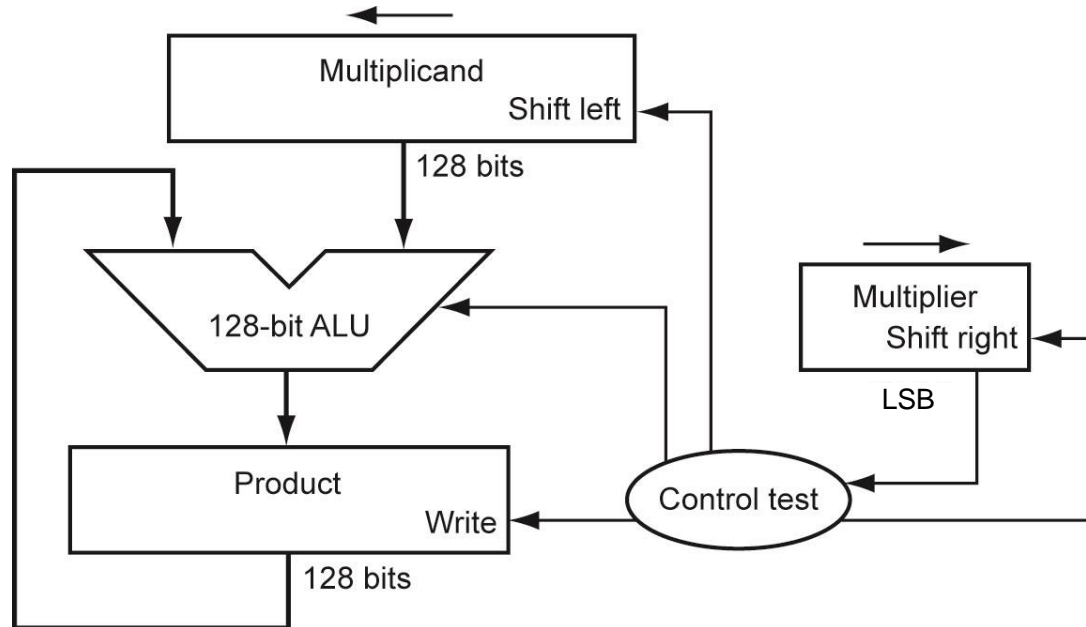 Multiplicand
Shift left
128 bits
128-bit ALU
Multiplier
Shift right
LSB
Product
Write
Control test
128 bits